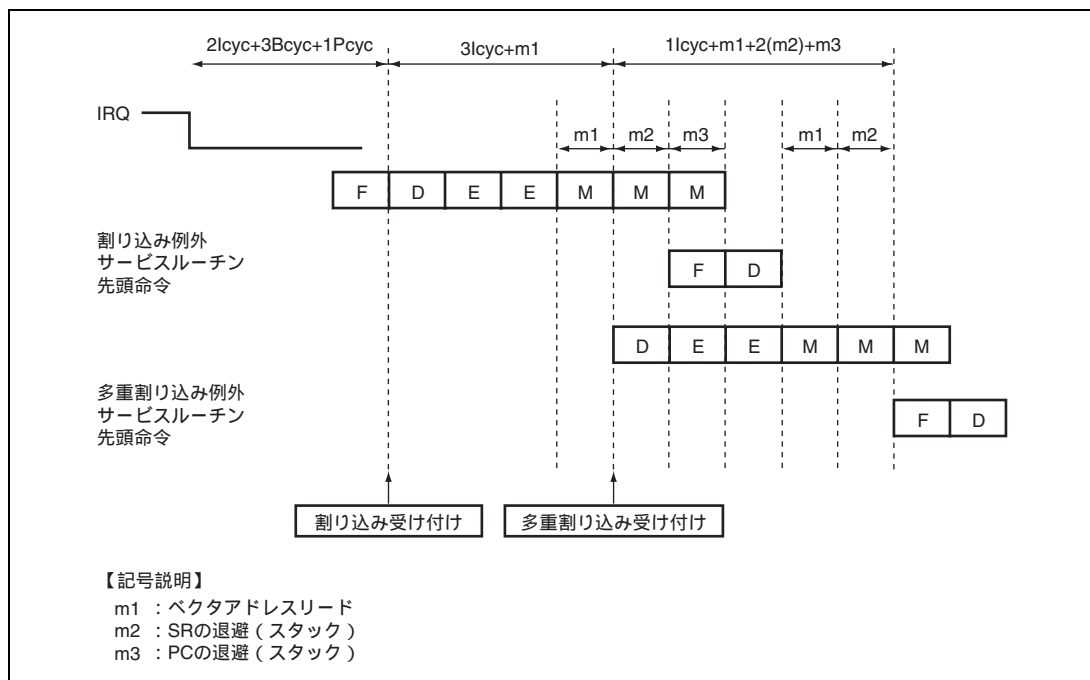 2Icyc+3Bcyc+1Pcyc 3Icyc+m1 1Icyc+m1+2(m2)+m3
IRQ
m1 m2 m3 m1 m2
F D E E M M M
割り込み例外
サービスルーチン
先頭命令
F D
D E E M M M
多重割り込み例外
サービスルーチン
先頭命令
F D
割り込み受け付け 多重割り込み受け付け
【記号説明】
m1 :ベクタアドレスリード
m2 :SRの退避(スタック)
m3 :PCの退避(スタック)